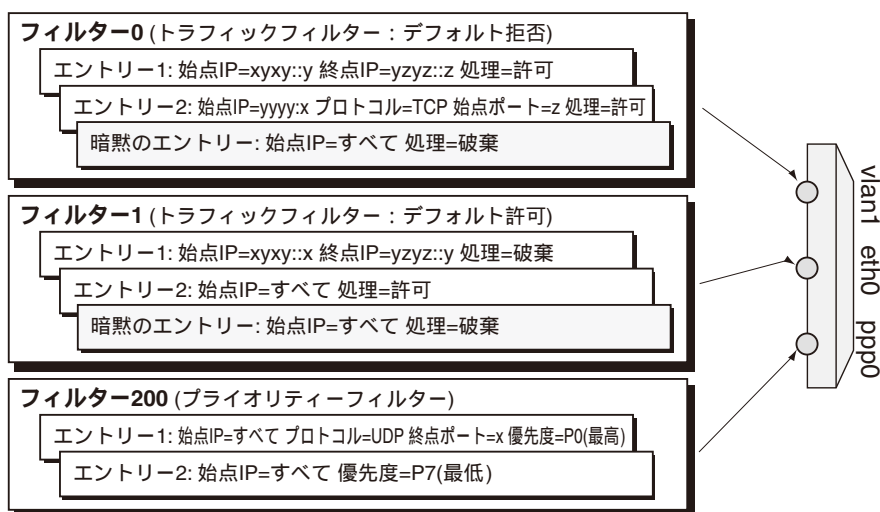 フィルター0 (トラフィックフィルター：デフォルト拒否)
エントリー1: 始点IP=xyxy::y 終点IP=yzyz::z 処理=許可
エントリー2: 始点IP=yyyy:x プロトコル=TCP 始点ポート=z 処理=許可
暗黙のエントリー: 始点IP=すべて 処理=破棄
フィルター1 (トラフィックフィルター：デフォルト許可)
エントリー1: 始点IP=xyxy::x 終点IP=yzyz::y 処理=破棄
エントリー2: 始点IP=すべて 処理=許可
暗黙のエントリー: 始点IP=すべて 処理=破棄
フィルター200 (プライオリティーフィルター)
エントリー1: 始点IP=すべて プロトコル=UDP 終点ポート=x 優先度=P0(最高)
エントリー2: 始点IP=すべて 優先度=P7(最低)
vlan1 eth0 ppp0